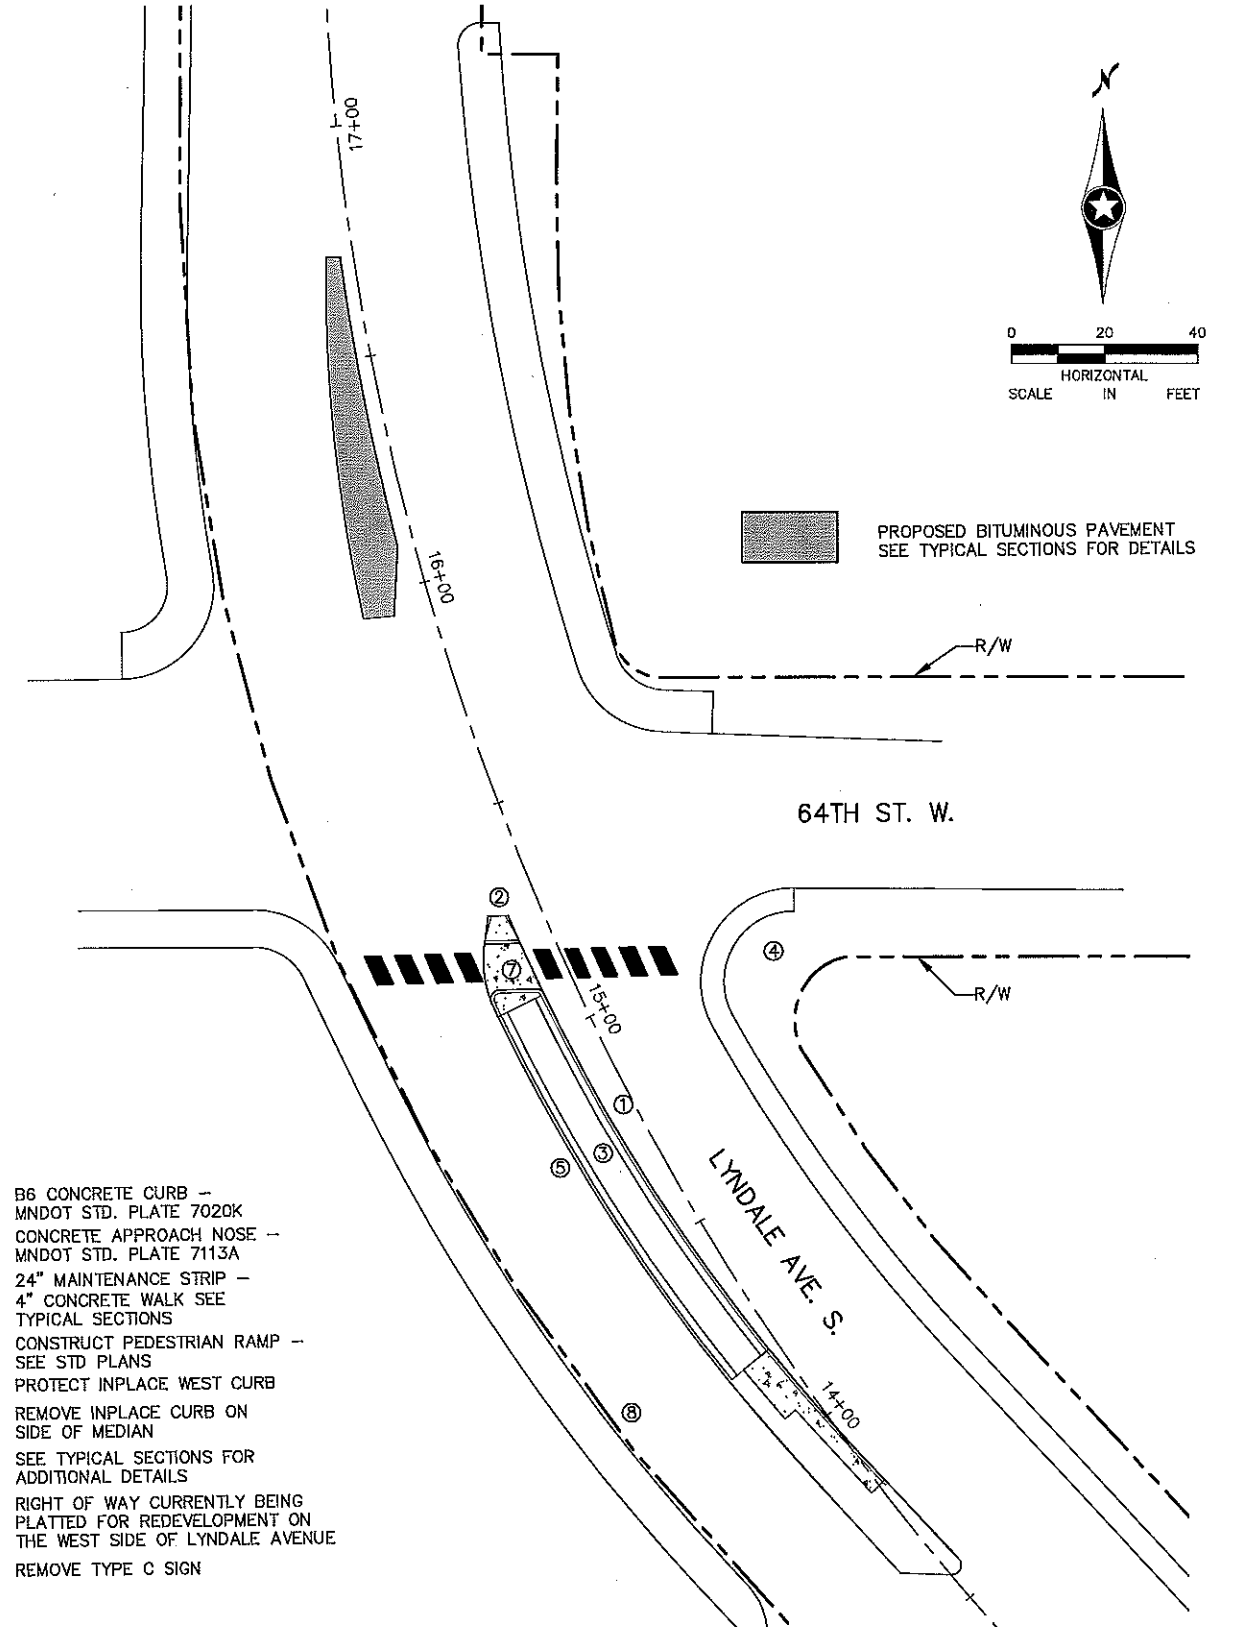 17+00
N
0 20 40
HORIZONTAL
SCALE IN FEET
PROPOSED BITUMINOUS PAVEMENT
SEE TYPICAL SECTIONS FOR DETAILS
16+00
R/W
64TH ST. W.
2
4
7
R/W
15+00
1
3
5
LYNDALE AVE. S.
14+00
8
B6 CONCRETE CURB –
MNDOT STD. PLATE 7020K
CONCRETE APPROACH NOSE –
MNDOT STD. PLATE 7113A
24" MAINTENANCE STRIP –
4" CONCRETE WALK SEE
TYPICAL SECTIONS
CONSTRUCT PEDESTRIAN RAMP –
SEE STD PLANS
PROTECT INPLACE WEST CURB
REMOVE INPLACE CURB ON
SIDE OF MEDIAN
SEE TYPICAL SECTIONS FOR
ADDITIONAL DETAILS
RIGHT OF WAY CURRENTLY BEING
PLATTED FOR REDEVELOPMENT ON
THE WEST SIDE OF LYNDALE AVENUE
REMOVE TYPE C SIGN